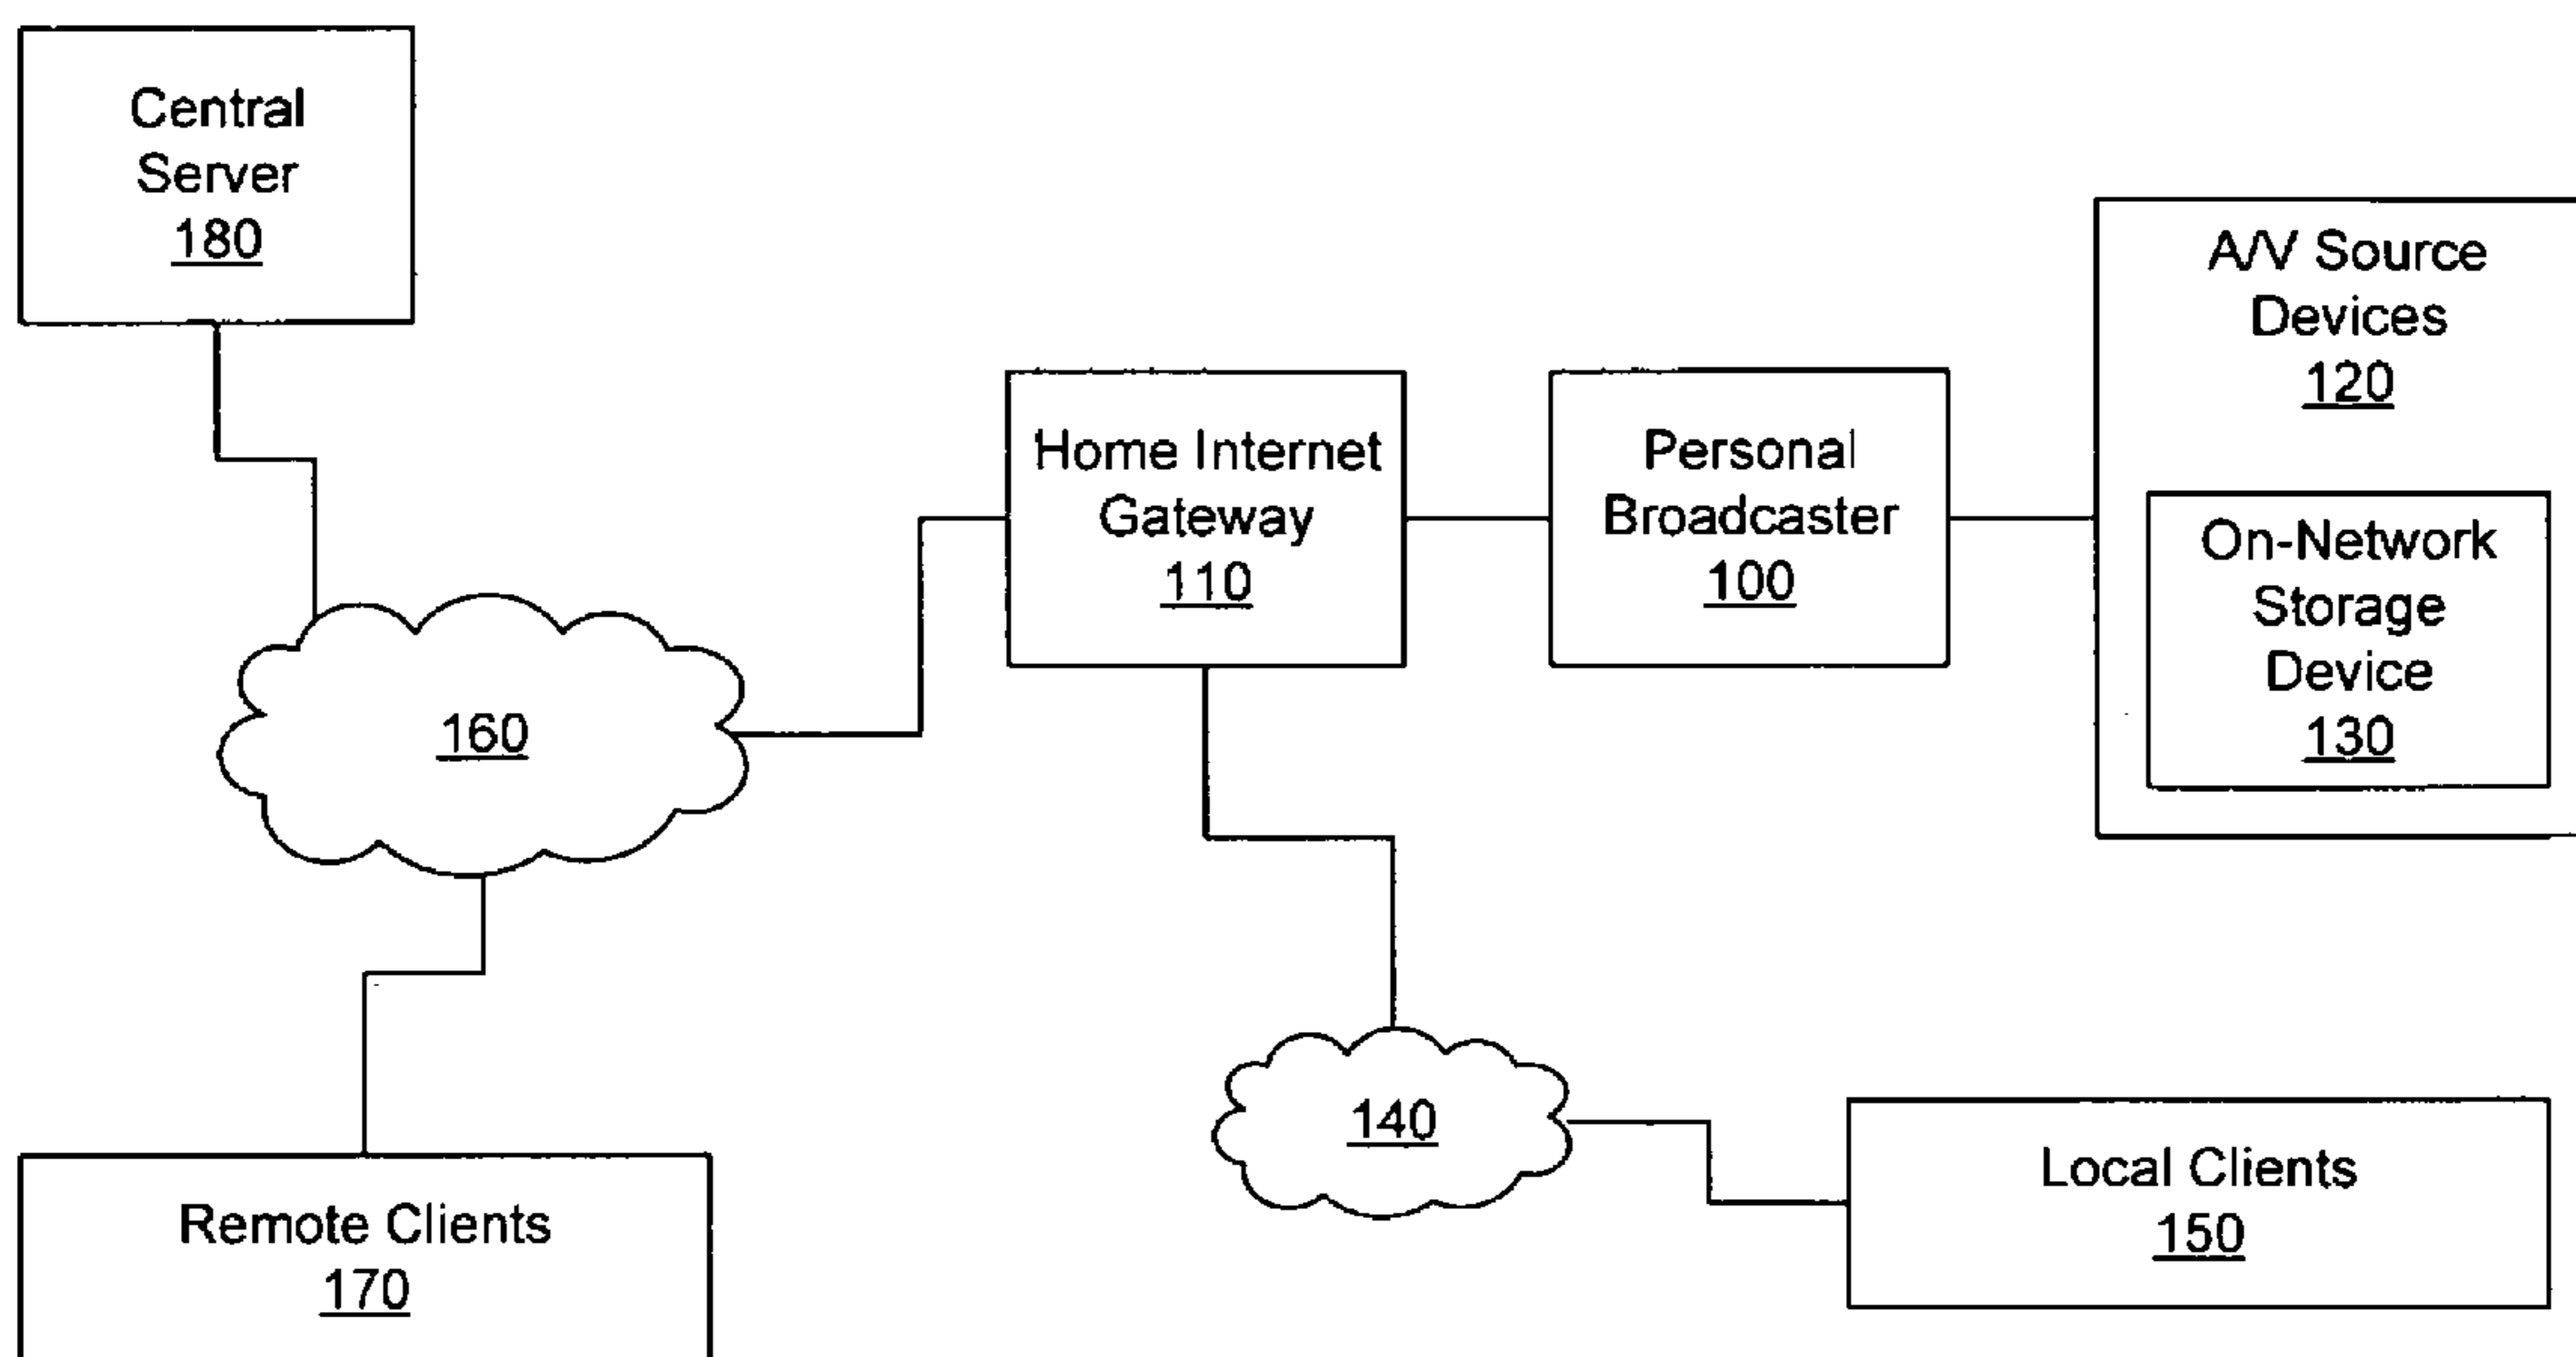 Central
Server
180
A/V Source
Devices
120
Home Internet
Gateway
110
Personal
Broadcaster
100
On-Network
Storage
Device
130
160
140
Local Clients
150
Remote Clients
170